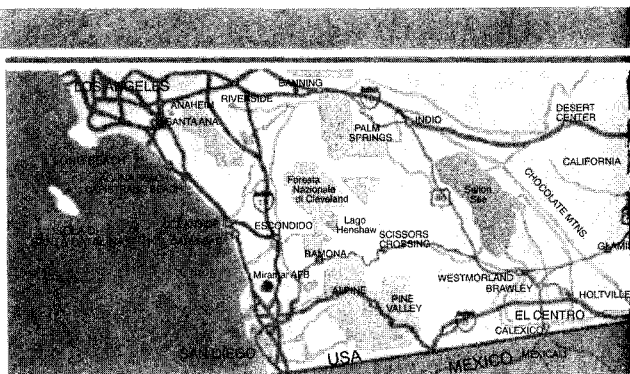 LOS ANGELES
ANAHEIM
RIVERSIDE
BANNING
SANTA ANA
PALM
SPRINGS
INDIO
DESERT
CENTER
CALIFORNIA
CHOCOLATE MTNS.
Salton
Sea
Foresta
Nazionale
di Cleveland
Lago
Henshaw
ESCONDIDO
SCISSORS
CROSSING
RAMONA
Miramar AFB
WESTMORLAND
BRAWLEY
GLAMIS
HOLTVILLE
ALPINE
PINE
VALLEY
EL CENTRO
CALEXICO
SAN DIEGO
USA
MEXICO
MEXICALI